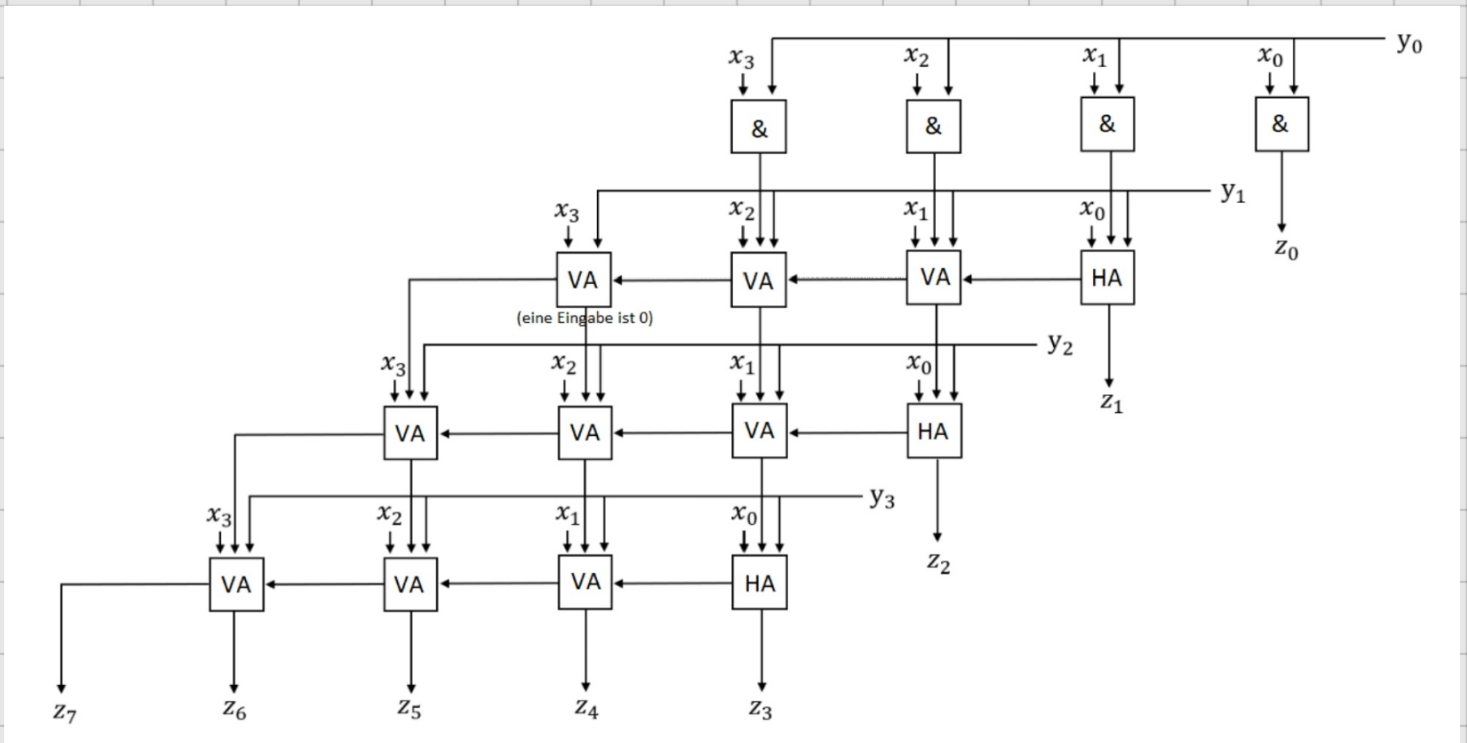 y₀
x₃ x₂ x₁ x₀
& & & &
y₁
x₃ x₂ x₁ x₀
z₀
VA VA VA HA
(eine Eingabe ist 0)
y₂
x₃ x₂ x₁ x₀
z₁
VA VA VA HA
y₃
x₃ x₂ x₁ x₀
z₂
VA VA VA HA
z₇ z₆ z₅ z₄ z₃